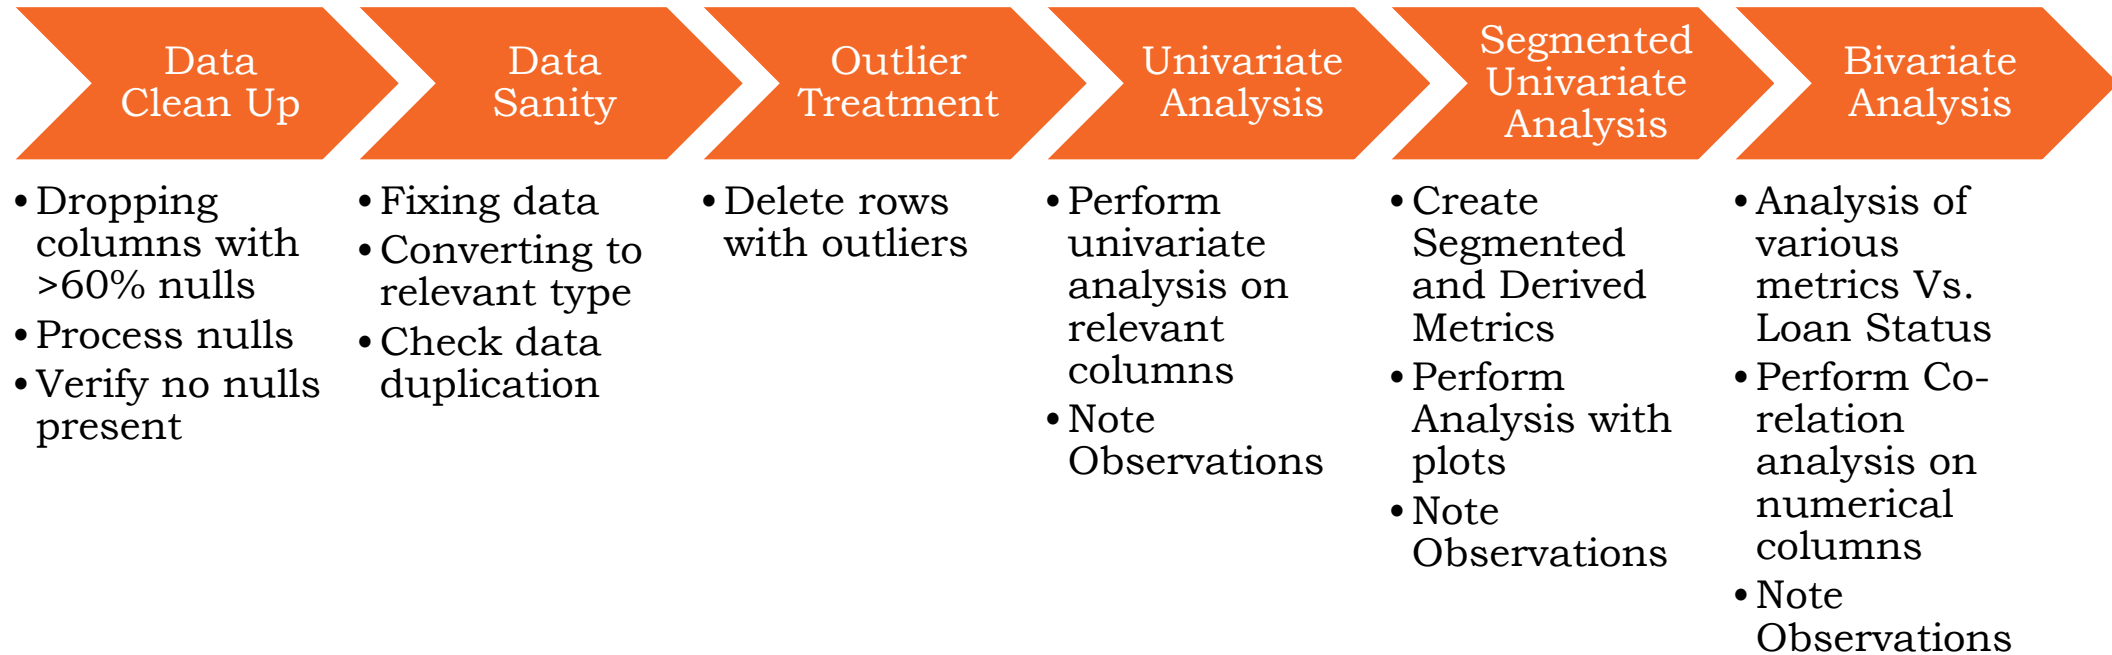 Data
Clean Up
Data
Sanity
Outlier
Treatment
Univariate
Analysis
Segmented
Univariate
Analysis
Bivariate
Analysis
•Dropping
columns with
>60% nulls
•Process nulls
•Verify no nulls
present
•Fixing data
•Converting to
relevant type
•Check data
duplication
•Delete rows
with outliers
•Perform
univariate
analysis on
relevant
columns
•Note
Observations
•Create
Segmented
and Derived
Metrics
•Perform
Analysis with
plots
•Note
Observations
•Analysis of
various
metrics Vs.
Loan Status
•Perform Co-
relation
analysis on
numerical
columns
•Note
Observations